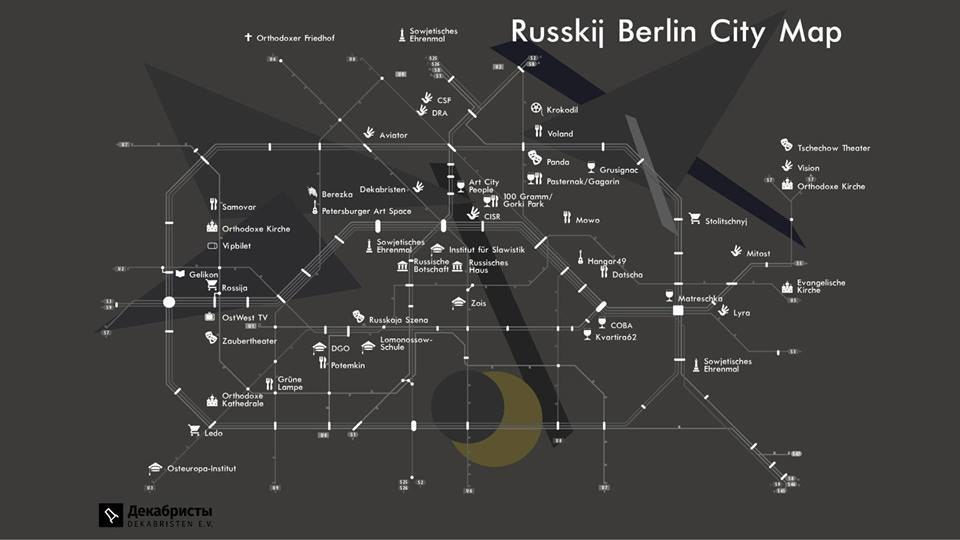 Russkij Berlin City Map
Orthodoxer Friedhof
Sowjetisches
Ehrenmal
CSF
DRA
Krokodil
Aviator
Voland
Tschechow Theater
Panda
Grusignac
Vision
Pasternak/Gagarin
Orthodoxe Kirche
Berezka
Dekabristen
Art City
People
100 Gramm/
Gorki Park
Samovar
Petersburger Art Space
CISR
Mowo
Stolitschnyj
Orthodoxe Kirche
Vipbilet
Sowjetisches
Ehrenmal
Institut für Slawistik
Mitost
Gelikon
Russische
Botschaft
Russisches
Haus
Hangar49
Datscha
Rossija
Evangelische
Kirche
Matreschka
Zois
Lyra
OstWest TV
Russkaja Szena
COBA
Kvartira62
Zaubertheater
DGO
Lomonossow-
Schule
Potemkin
Sowjetisches
Ehrenmal
Grüne
Lampe
Orthodoxe
Kathedrale
Ledo
Osteuropa-Institut
Декабристы
DEKABRISTEN E.V.